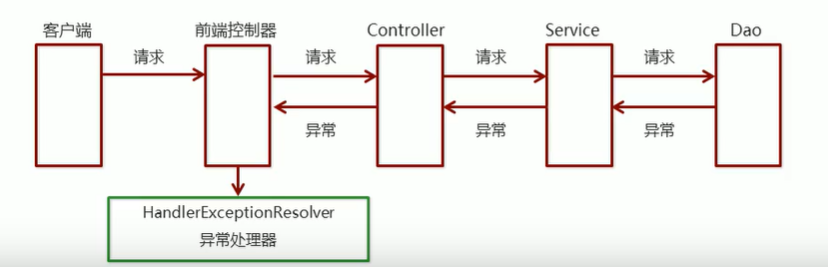 客户端
前端控制器
Controller
Service
Dao
请求
请求
请求
请求
异常
异常
异常
HandlerExceptionResolver
异常处理器